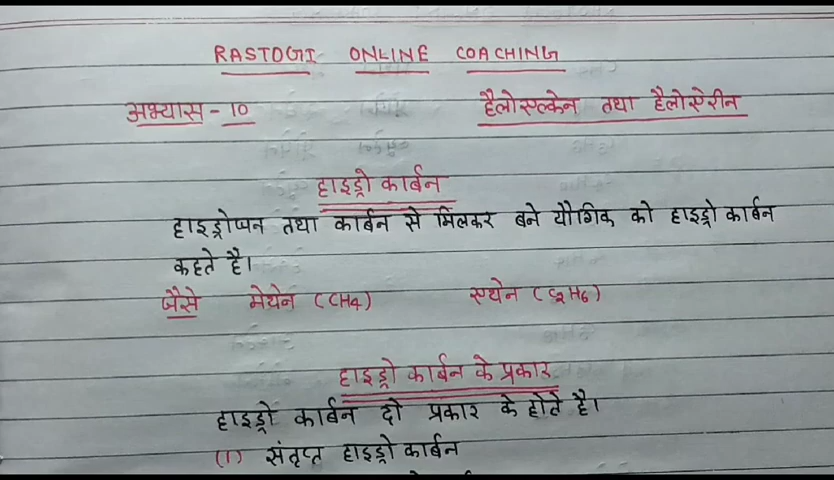 RASTOGI ONLINE COACHING
अभ्यास - 10 हैलोएल्केन तथा हैलोऐरीन
हाइड्रो कार्बन
हाइड्रोजन तथा कार्बन से मिलकर बने यौगिक को हाइड्रो कार्बन
कहते है।
जैसे मेथेन (CH4) एथेन (C2H6)
हाइड्रो कार्बन के प्रकार
हाइड्रो कार्बन दो प्रकार के होते है।
(1) संतृप्त हाइड्रो कार्बन